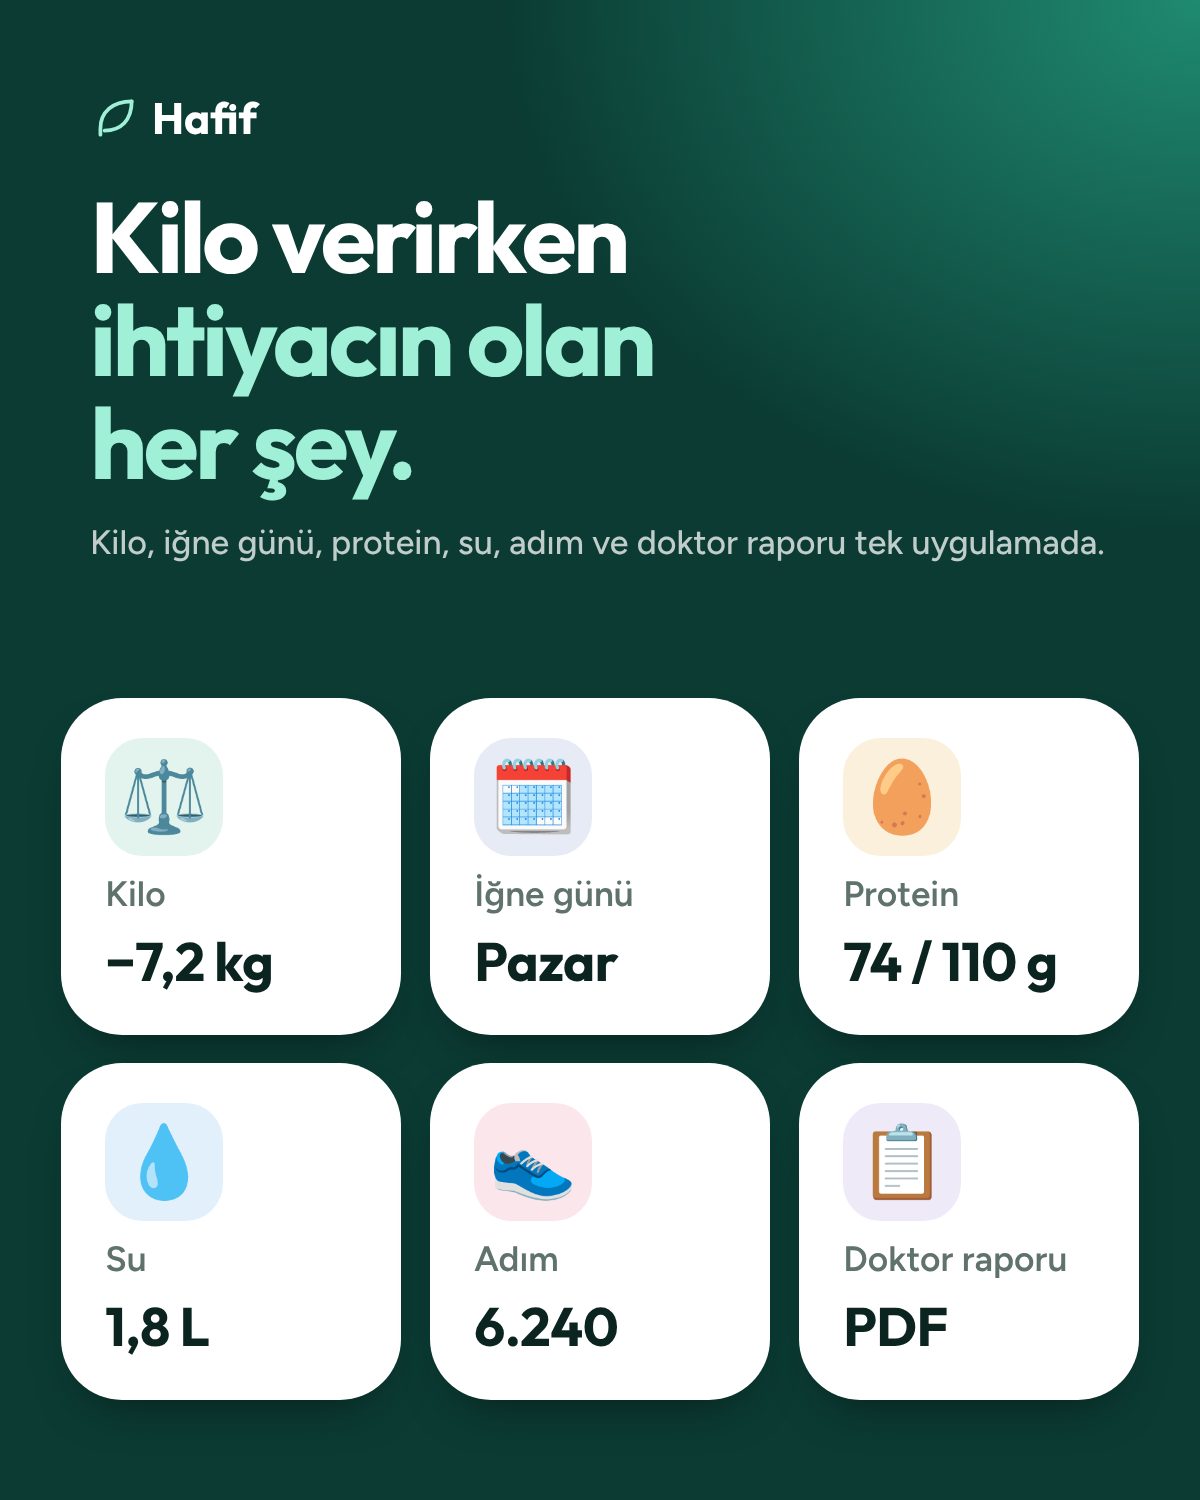 Hafif
Kilo verirken
ihtiyacın olan
her şey.
Kilo, iğne günü, protein, su, adım ve doktor raporu tek uygulamada.
Kilo
−7,2 kg
İğne günü
Pazar
Protein
74 / 110 g
Su
1,8 L
Adım
6.240
Doktor raporu
PDF